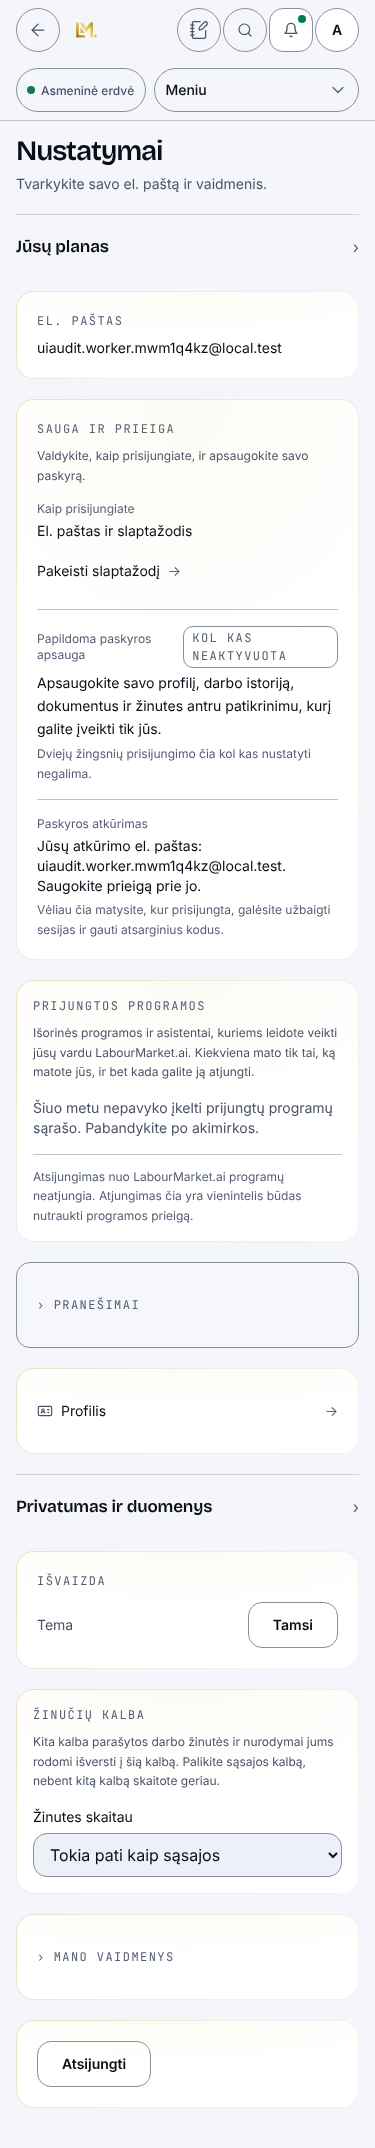 LM.
A
Asmeninė erdvė
Meniu
Nustatymai
Tvarkykite savo el. paštą ir vaidmenis.
Jūsų planas
EL. PAŠTAS
uiaudit.worker.mwm1q4kz@local.test
SAUGA IR PRIEIGA
Valdykite, kaip prisijungiate, ir apsaugokite savo
paskyrą.
Kaip prisijungiate
El. paštas ir slaptažodis
Pakeisti slaptažodį →
Papildoma paskyros
apsauga
KOL KAS
NEAKTYVUOTA
Apsaugokite savo profilį, darbo istoriją,
dokumentus ir žinutes antru patikrinimu, kurį
galite įveikti tik jūs.
Dviejų žingsnių prisijungimo čia kol kas nustatyti
negalima.
Paskyros atkūrimas
Jūsų atkūrimo el. paštas:
uiaudit.worker.mwm1q4kz@local.test.
Saugokite prieigą prie jo.
Vėliau čia matysite, kur prisijungta, galėsite užbaigti
sesijas ir gauti atsarginius kodus.
PRIJUNGTOS PROGRAMOS
Išorinės programos ir asistentai, kuriems leidote veikti
jūsų vardu LabourMarket.ai. Kiekviena mato tik tai, ką
matote jūs, ir bet kada galite ją atjungti.
Šiuo metu nepavyko įkelti prijungtų programų
sąrašo. Pabandykite po akimirkos.
Atsijungimas nuo LabourMarket.ai programų
neatjungia. Atjungimas čia yra vienintelis būdas
nutraukti programos prieigą.
› PRANEŠIMAI
Profilis →
Privatumas ir duomenys
IŠVAIZDA
Tema
Tamsi
ŽINUČIŲ KALBA
Kita kalba parašytos darbo žinutės ir nurodymai jums
rodomi išversti į šią kalbą. Palikite sąsajos kalbą,
nebent kitą kalbą skaitote geriau.
Žinutes skaitau
Tokia pati kaip sąsajos
› MANO VAIDMENYS
Atsijungti